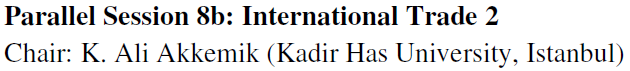 Parallel Session 8b: International Trade 2
Chair: K. Ali Akkemik (Kadir Has University, Istanbul)